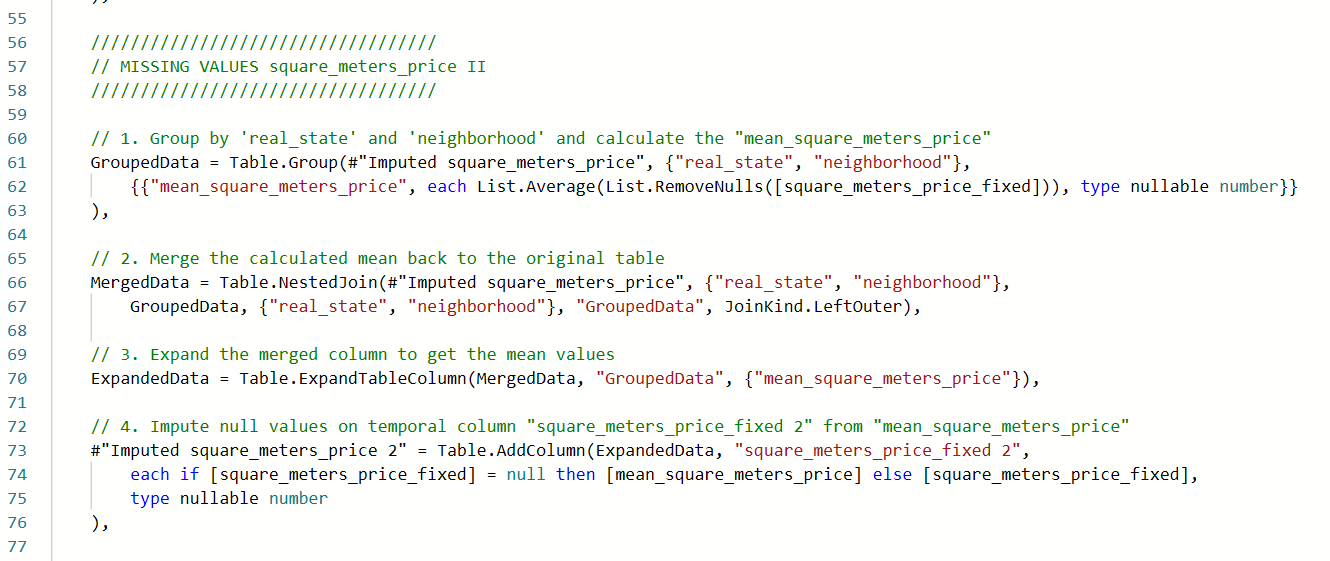 55
56 ///////////////////////////////////
57 // MISSING VALUES square_meters_price II
58 ///////////////////////////////////
59
60 // 1. Group by 'real_state' and 'neighborhood' and calculate the "mean_square_meters_price"
61 GroupedData = Table.Group(#"Imputed square_meters_price", {"real_state", "neighborhood"},
62 {{"mean_square_meters_price", each List.Average(List.RemoveNulls([square_meters_price_fixed])), type nullable number}}
63 ),
64
65 // 2. Merge the calculated mean back to the original table
66 MergedData = Table.NestedJoin(#"Imputed square_meters_price", {"real_state", "neighborhood"},
67 GroupedData, {"real_state", "neighborhood"}, "GroupedData", JoinKind.LeftOuter),
68
69 // 3. Expand the merged column to get the mean values
70 ExpandedData = Table.ExpandTableColumn(MergedData, "GroupedData", {"mean_square_meters_price"}),
71
72 // 4. Impute null values on temporal column "square_meters_price_fixed 2" from "mean_square_meters_price"
73 #"Imputed square_meters_price 2" = Table.AddColumn(ExpandedData, "square_meters_price_fixed 2",
74 each if [square_meters_price_fixed] = null then [mean_square_meters_price] else [square_meters_price_fixed],
75 type nullable number
76 ),
77